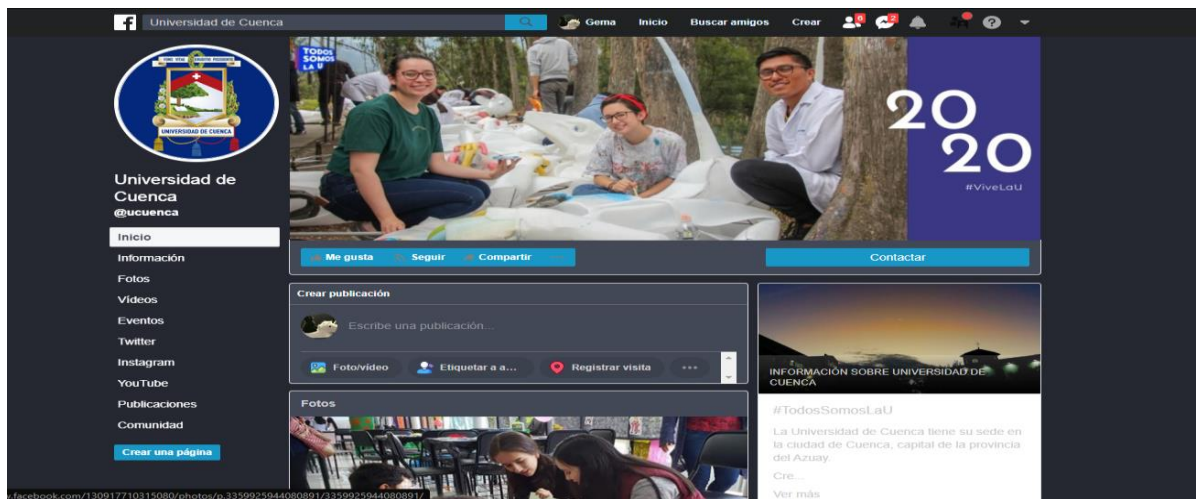 Universidad de Cuenca
Gema
Inicio
Buscar amigos
Crear
UNIVERSIDAD DE CUENCA
Universidad de
Cuenca
@ucuenca
Inicio
Información
Fotos
Vídeos
Eventos
Twitter
Instagram
YouTube
Publicaciones
Comunidad
Crear una página
TODOS
SOMOS
LA U
20
20
#ViveLaU
Me gusta
Seguir
Compartir
Contactar
Crear publicación
Escribe una publicación...
Foto/vídeo
Etiquetar a a...
Registrar visita
Fotos
INFORMACIÓN SOBRE UNIVERSIDAD DE
CUENCA
#TodosSomosLaU
La Universidad de Cuenca tiene su sede en
la ciudad de Cuenca, capital de la provincia
del Azuay.
Cre...
Ver más
.facebook.com/130917710315080/photos/p.3359925944080891/3359925944080891/